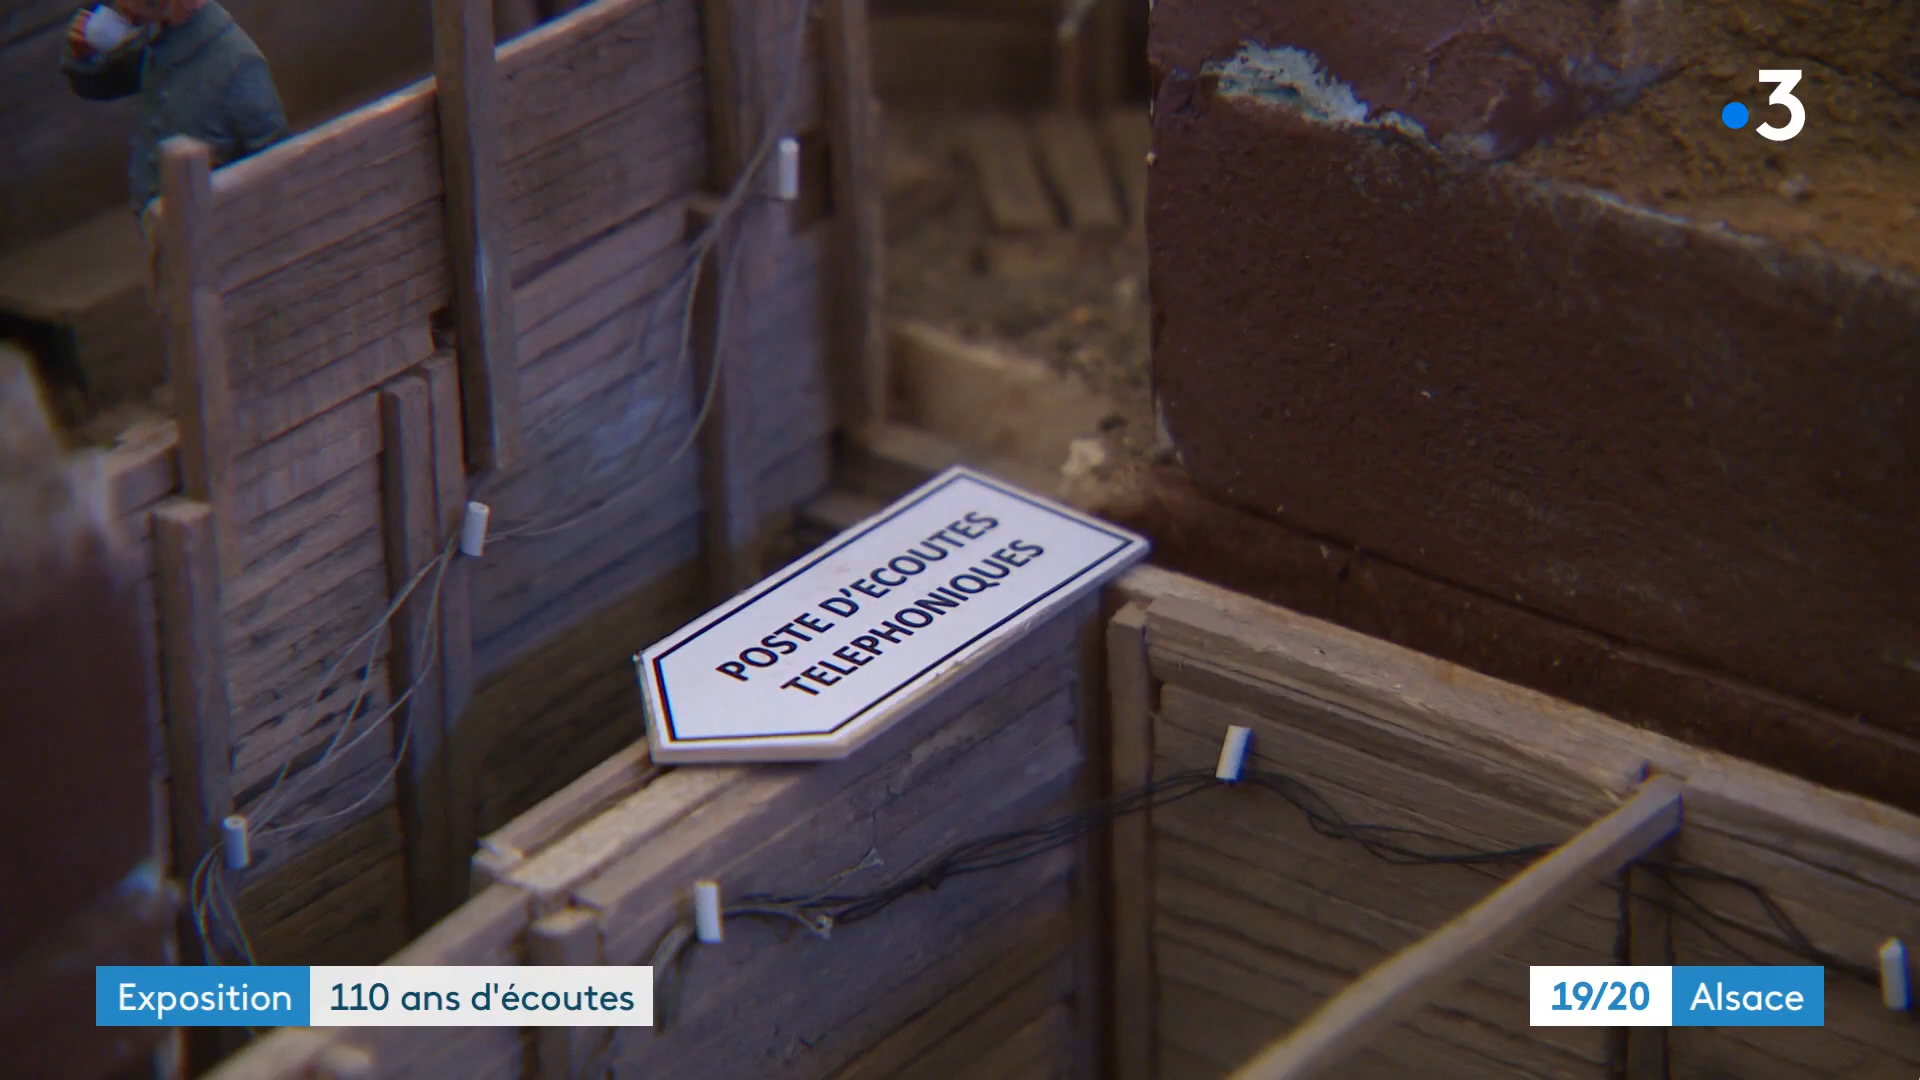 3
POSTE D'ECOUTES
TELEPHONIQUES
Exposition 110 ans d'écoutes
19/20 Alsace